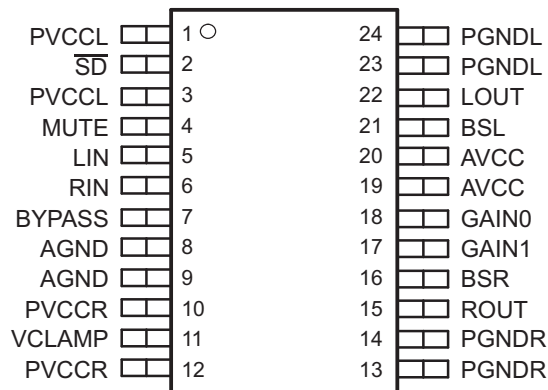 PVCCL 1 24 PGNDL
SD 2 23 PGNDL
PVCCL 3 22 LOUT
MUTE 4 21 BSL
LIN 5 20 AVCC
RIN 6 19 AVCC
BYPASS 7 18 GAIN0
AGND 8 17 GAIN1
AGND 9 16 BSR
PVCCR 10 15 ROUT
VCLAMP 11 14 PGNDR
PVCCR 12 13 PGNDR